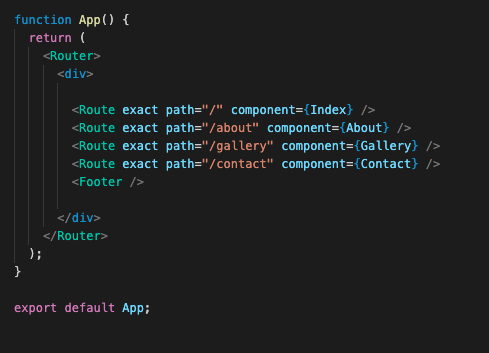 function App() {
  return (
    <Router>
      <div>

        <Route exact path="/" component={Index} />
        <Route exact path="/about" component={About} />
        <Route exact path="/gallery" component={Gallery} />
        <Route exact path="/contact" component={Contact} />
        <Footer />

      </div>
    </Router>
  );
}

export default App;